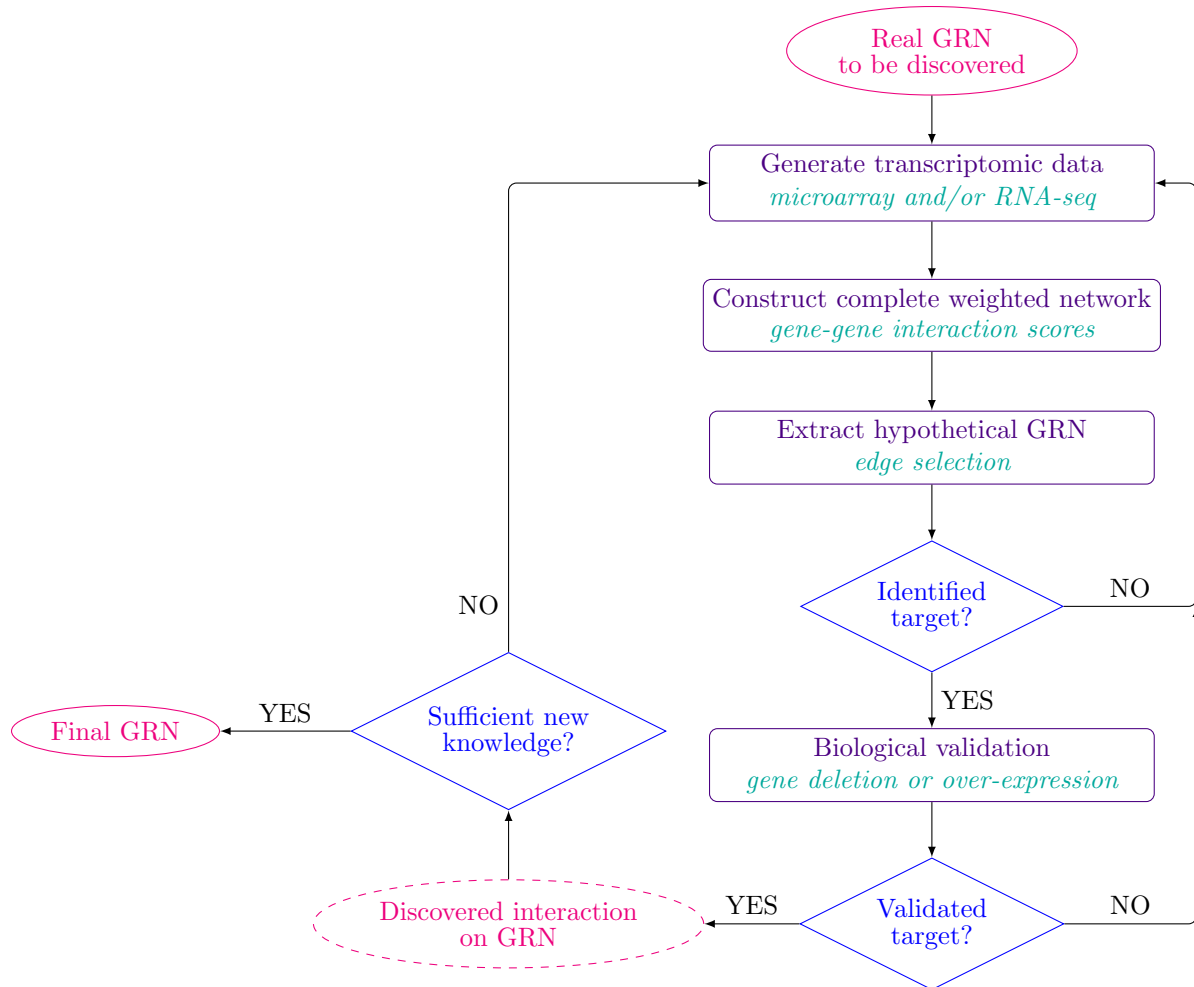 Real GRN
to be discovered
Generate transcriptomic data
microarray and/or RNA-seq
Construct complete weighted network
gene-gene interaction scores
Extract hypothetical GRN
edge selection
Identified
target?
NO
YES
NO
Sufficient new
knowledge?
YES
Final GRN
Biological validation
gene deletion or over-expression
Validated
target?
NO
YES
Discovered interaction
on GRN